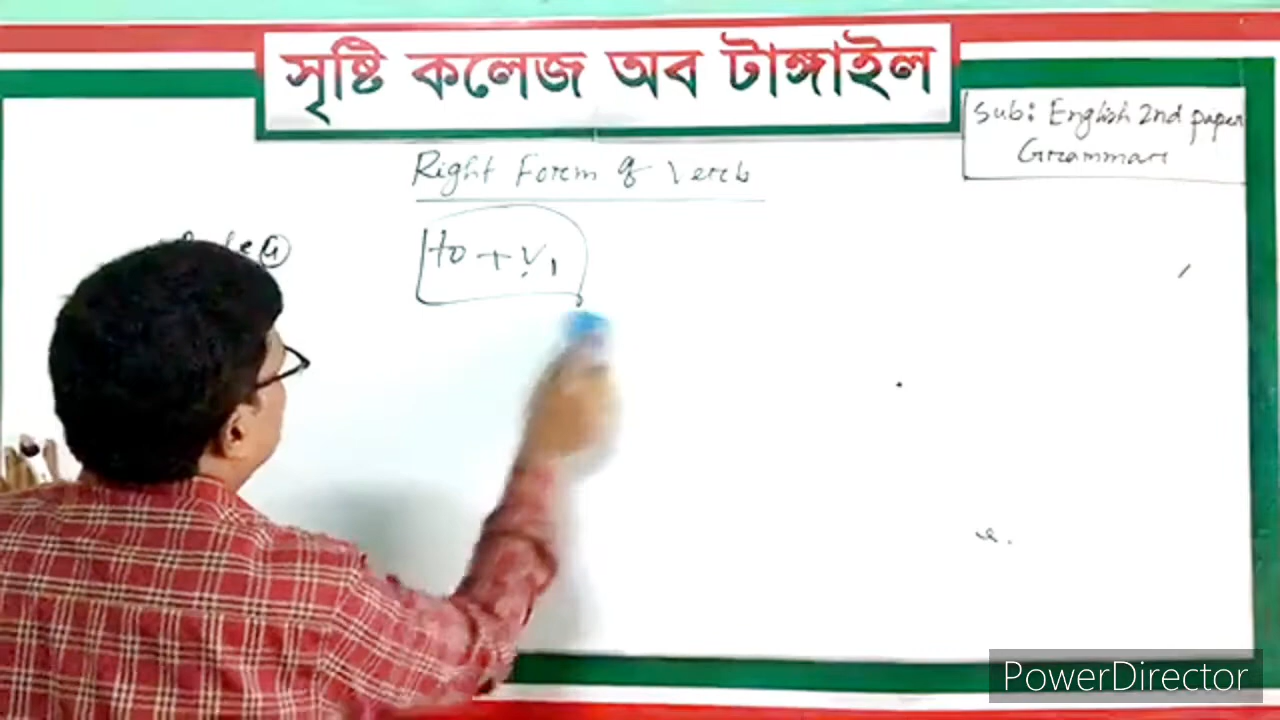 সৃষ্টি কলেজ অব টাঙ্গাইল
Sub: English 2nd paper
Grammar
Right Form of Verb
to + V₁
PowerDirector